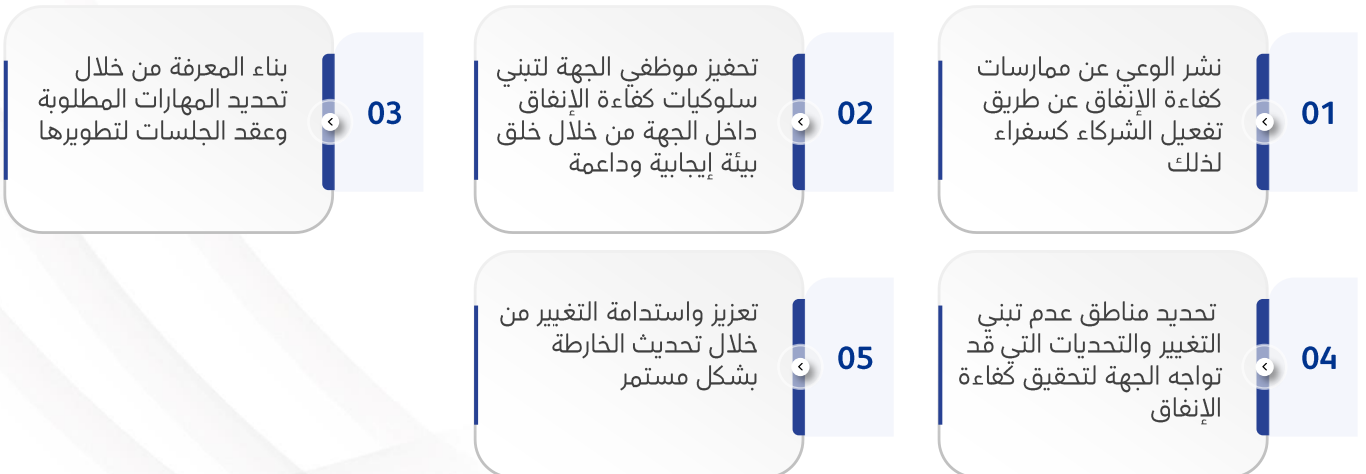 01
نشر الوعي عن ممارسات
كفاءة الإنفاق عن طريق
تفعيل الشركاء كسفراء
لذلك
02
تحفيز موظفي الجهة لتبني
سلوكيات كفاءة الإنفاق
داخل الجهة من خلال خلق
بيئة إيجابية وداعمة
03
بناء المعرفة من خلال
تحديد المهارات المطلوبة
وعقد الجلسات لتطويرها
04
تحديد مناطق عدم تبني
التغيير والتحديات التي قد
تواجه الجهة لتحقيق كفاءة
الإنفاق
05
تعزيز واستدامة التغيير من
خلال تحديث الخارطة
بشكل مستمر